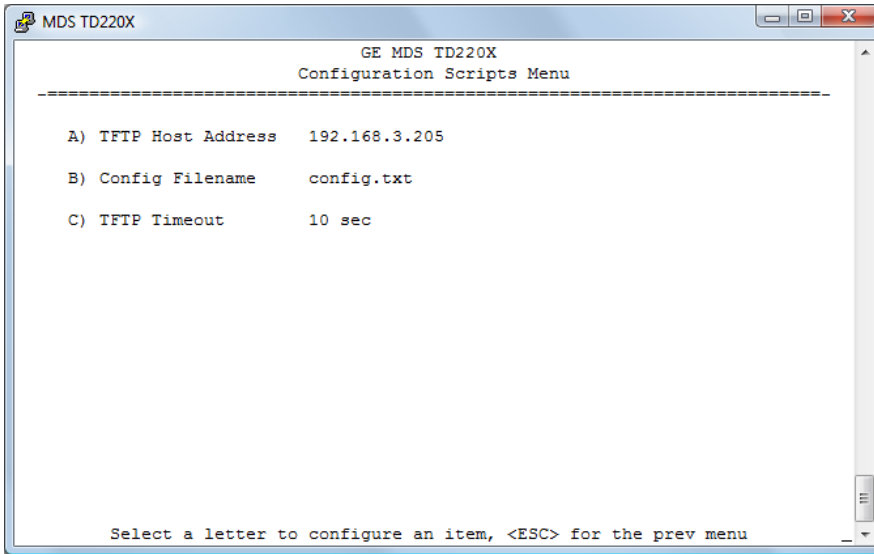 MDS TD220X
GE MDS TD220X
Configuration Scripts Menu
-==========================================================================-
A) TFTP Host Address 192.168.3.205
B) Config Filename config.txt
C) TFTP Timeout 10 sec
Select a letter to configure an item, <ESC> for the prev menu _